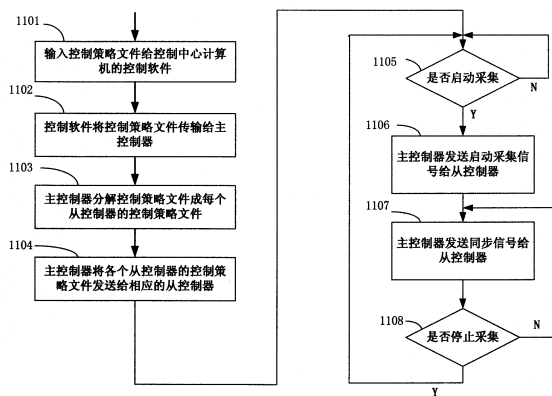 1101
输入控制策略文件给控制中心计算
机的控制软件
1102
控制软件将控制策略文件传输给主
控制器
1103
主控制器分解控制策略文件成每个
从控制器的控制策略文件
1104
主控制器将各个从控制器的控制策
略文件发送给相应的从控制器
1105
是否启动采集
N
Y
1106
主控制器发送启动采集信
号给从控制器
1107
主控制器发送同步信号给
从控制器
1108
是否停止采集
N
Y